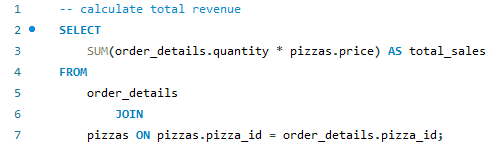 1 -- calculate total revenue
2 SELECT
3 SUM(order_details.quantity * pizzas.price) AS total_sales
4 FROM
5 order_details
6 JOIN
7 pizzas ON pizzas.pizza_id = order_details.pizza_id;